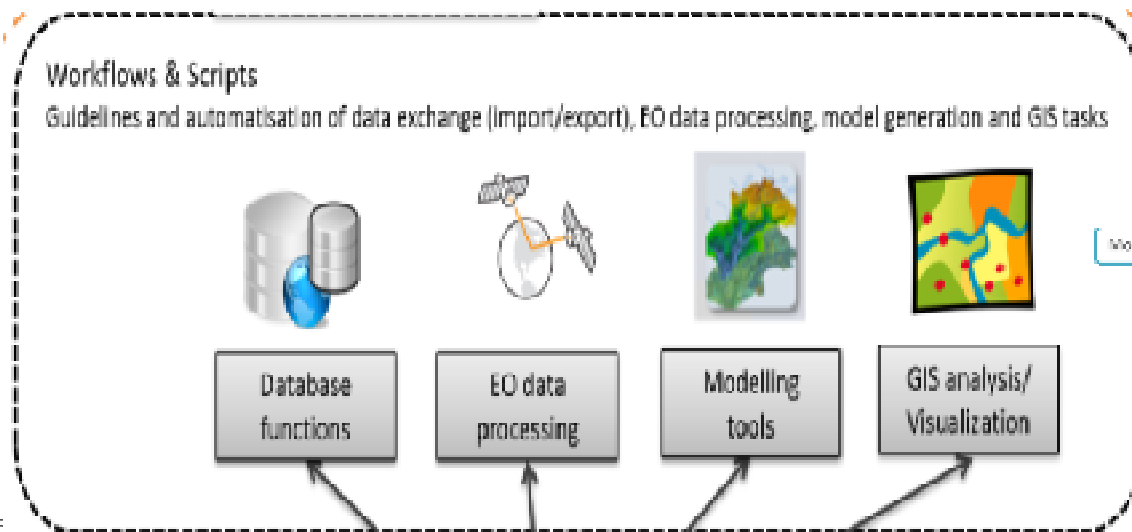 Workflows & Scripts
Guidelines and automatisation of data exchange (import/export), EO data processing, model generation and GIS tasks
Database
functions
EO data
processing
Modelling
tools
GIS analysis/
Visualization